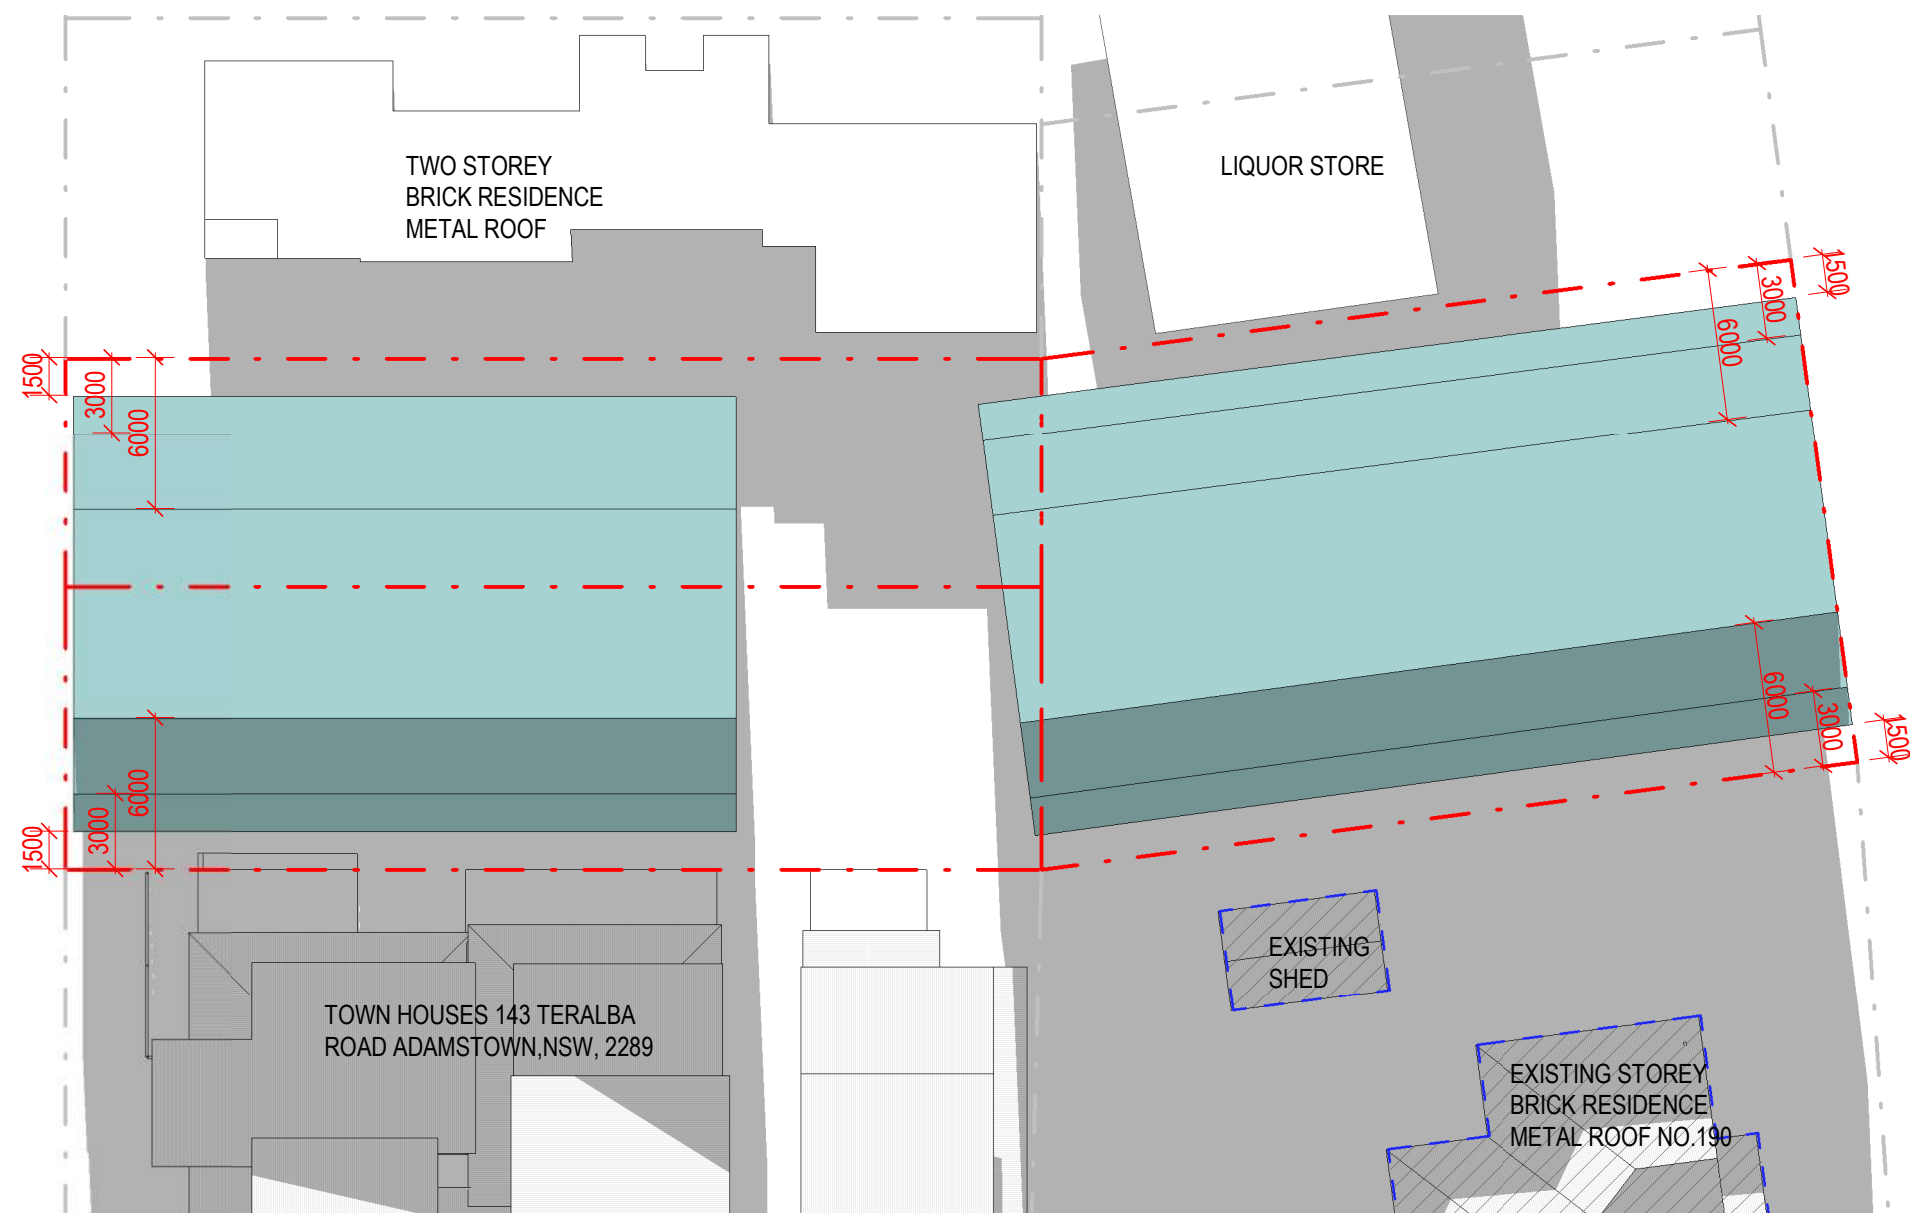 TWO STOREY
BRICK RESIDENCE
METAL ROOF
LIQUOR STORE
1500
3000
6000
1500
3000
6000
6000
3000
1500
6000
3000
1500
TOWN HOUSES 143 TERALBA
ROAD ADAMSTOWN,NSW, 2289
EXISTING
SHED
EXISTING STOREY
BRICK RESIDENCE
METAL ROOF NO.190